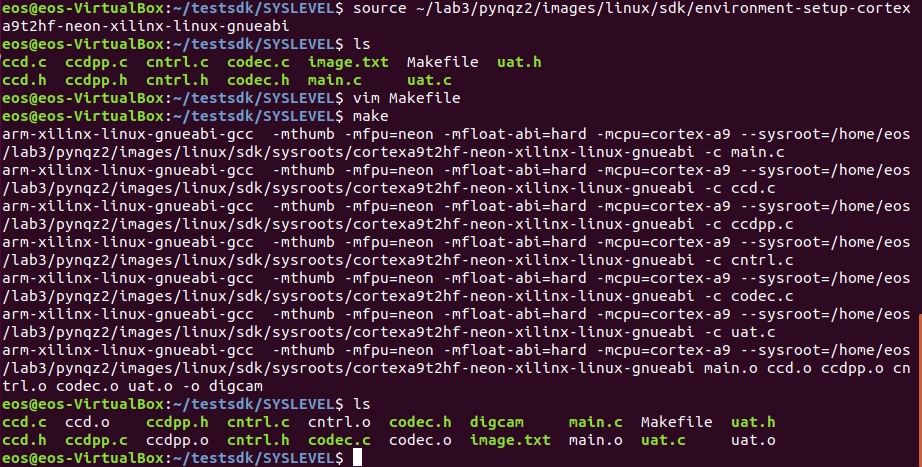 eos@eos-VirtualBox:~/testsdk/SYSLEVEL$ source ~/lab3/pynqz2/images/linux/sdk/environment-setup-cortex
a9t2hf-neon-xilinx-linux-gnueabi
eos@eos-VirtualBox:~/testsdk/SYSLEVEL$ ls
ccd.c  ccdpp.c  cntrl.c  codec.c  image.txt  Makefile  uat.h
ccd.h  ccdpp.h  cntrl.h  codec.h  main.c     uat.c
eos@eos-VirtualBox:~/testsdk/SYSLEVEL$ vim Makefile
eos@eos-VirtualBox:~/testsdk/SYSLEVEL$ make
arm-xilinx-linux-gnueabi-gcc  -mthumb -mfpu=neon -mfloat-abi=hard -mcpu=cortex-a9 --sysroot=/home/eos
/lab3/pynqz2/images/linux/sdk/sysroots/cortexa9t2hf-neon-xilinx-linux-gnueabi -c main.c
arm-xilinx-linux-gnueabi-gcc  -mthumb -mfpu=neon -mfloat-abi=hard -mcpu=cortex-a9 --sysroot=/home/eos
/lab3/pynqz2/images/linux/sdk/sysroots/cortexa9t2hf-neon-xilinx-linux-gnueabi -c ccd.c
arm-xilinx-linux-gnueabi-gcc  -mthumb -mfpu=neon -mfloat-abi=hard -mcpu=cortex-a9 --sysroot=/home/eos
/lab3/pynqz2/images/linux/sdk/sysroots/cortexa9t2hf-neon-xilinx-linux-gnueabi -c ccdpp.c
arm-xilinx-linux-gnueabi-gcc  -mthumb -mfpu=neon -mfloat-abi=hard -mcpu=cortex-a9 --sysroot=/home/eos
/lab3/pynqz2/images/linux/sdk/sysroots/cortexa9t2hf-neon-xilinx-linux-gnueabi -c cntrl.c
arm-xilinx-linux-gnueabi-gcc  -mthumb -mfpu=neon -mfloat-abi=hard -mcpu=cortex-a9 --sysroot=/home/eos
/lab3/pynqz2/images/linux/sdk/sysroots/cortexa9t2hf-neon-xilinx-linux-gnueabi -c codec.c
arm-xilinx-linux-gnueabi-gcc  -mthumb -mfpu=neon -mfloat-abi=hard -mcpu=cortex-a9 --sysroot=/home/eos
/lab3/pynqz2/images/linux/sdk/sysroots/cortexa9t2hf-neon-xilinx-linux-gnueabi -c uat.c
arm-xilinx-linux-gnueabi-gcc  -mthumb -mfpu=neon -mfloat-abi=hard -mcpu=cortex-a9 --sysroot=/home/eos
/lab3/pynqz2/images/linux/sdk/sysroots/cortexa9t2hf-neon-xilinx-linux-gnueabi main.o ccd.o ccdpp.o cn
trl.o codec.o uat.o -o digcam
eos@eos-VirtualBox:~/testsdk/SYSLEVEL$ ls
ccd.c  ccd.o    ccdpp.h  cntrl.c  cntrl.o  codec.h  digcam     main.c  Makefile  uat.h
ccd.h  ccdpp.c  ccdpp.o  cntrl.h  codec.c  codec.o  image.txt  main.o  uat.c     uat.o
eos@eos-VirtualBox:~/testsdk/SYSLEVEL$